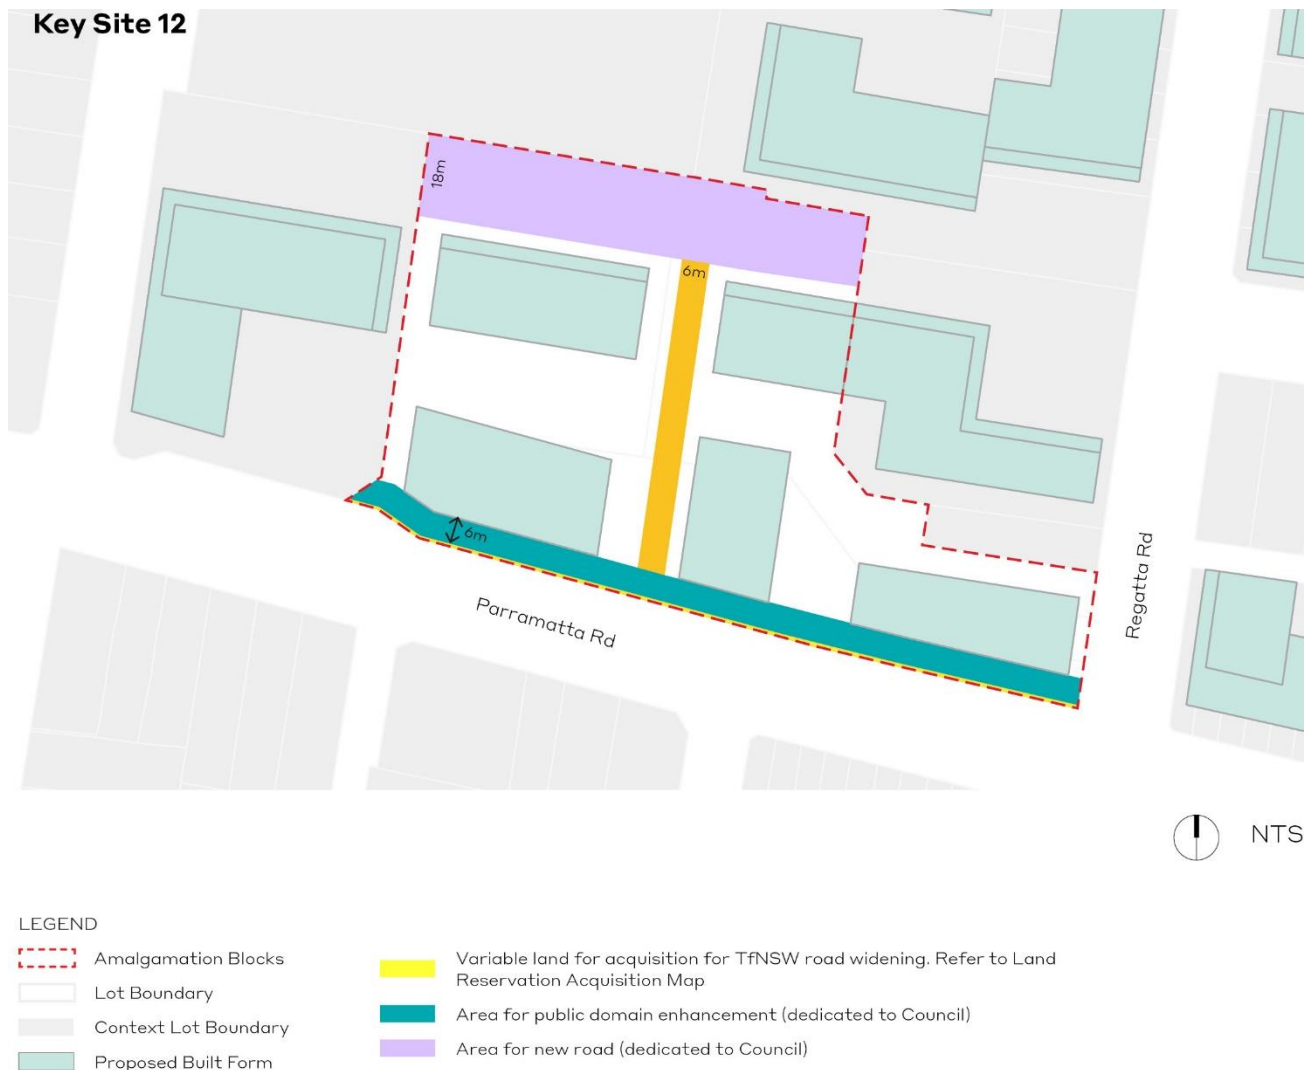 Key Site 12
18m
6m
6m
Parramatta Rd
Regatta Rd
NTS
LEGEND
Amalgamation Blocks
Lot Boundary
Context Lot Boundary
Proposed Built Form
Variable land for acquisition for TfNSW road widening. Refer to Land
Reservation Acquisition Map
Area for public domain enhancement (dedicated to Council)
Area for new road (dedicated to Council)